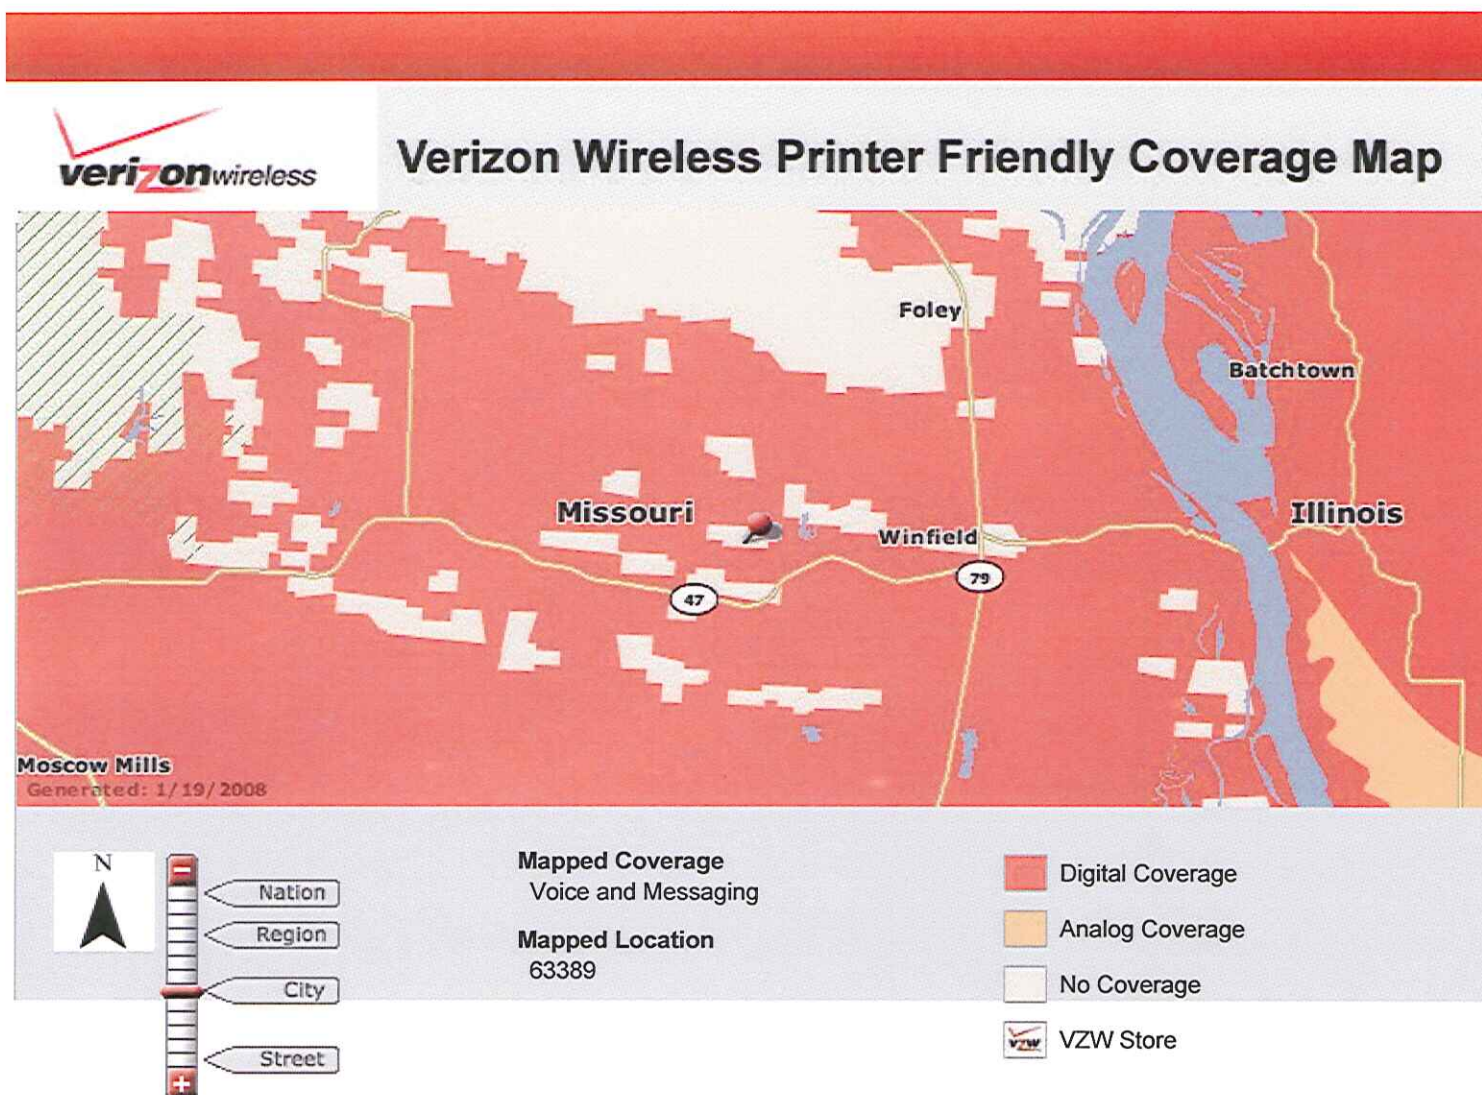 verizonwireless
Verizon Wireless Printer Friendly Coverage Map
Foley
Batchtown
Missouri
Illinois
Winfield
79
47
Moscow Mills
Generated: 1/19/2008
N
Nation
Region
City
Street
Mapped Coverage
Voice and Messaging
Mapped Location
63389
Digital Coverage
Analog Coverage
No Coverage
vzw VZW Store